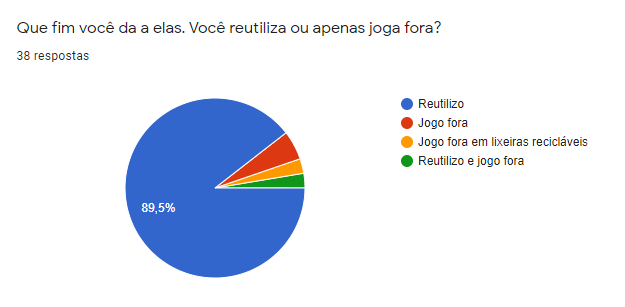 Que fim você da a elas. Você reutiliza ou apenas joga fora?
38 respostas
Reutilizo
Jogo fora
Jogo fora em lixeiras recicláveis
Reutilizo e jogo fora
89,5%